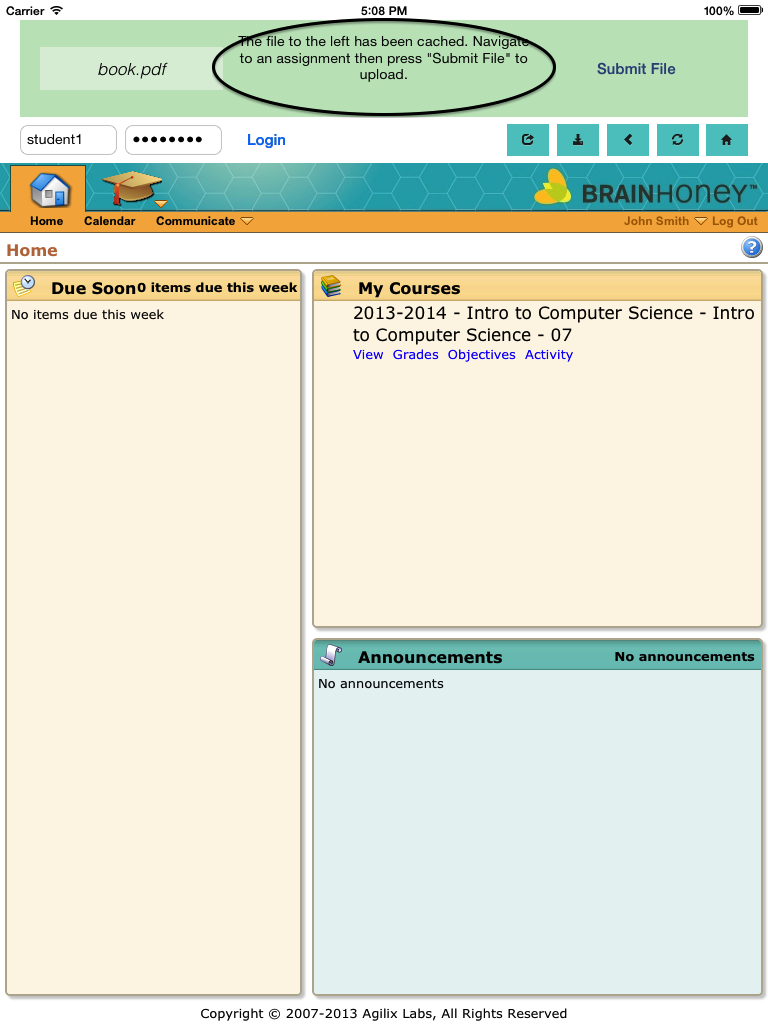 Carrier 5:08 PM 100%
book.pdf
The file to the left has been cached. Navigate
to an assignment then press "Submit File" to
upload.
Submit File
student1 •••••••• Login
BRAINHONEY™
Home Calendar Communicate John Smith Log Out
Home
?
Due Soon 0 items due this week
No items due this week
My Courses
2013-2014 - Intro to Computer Science - Intro
to Computer Science - 07
View Grades Objectives Activity
Announcements No announcements
No announcements
Copyright © 2007-2013 Agilix Labs, All Rights Reserved